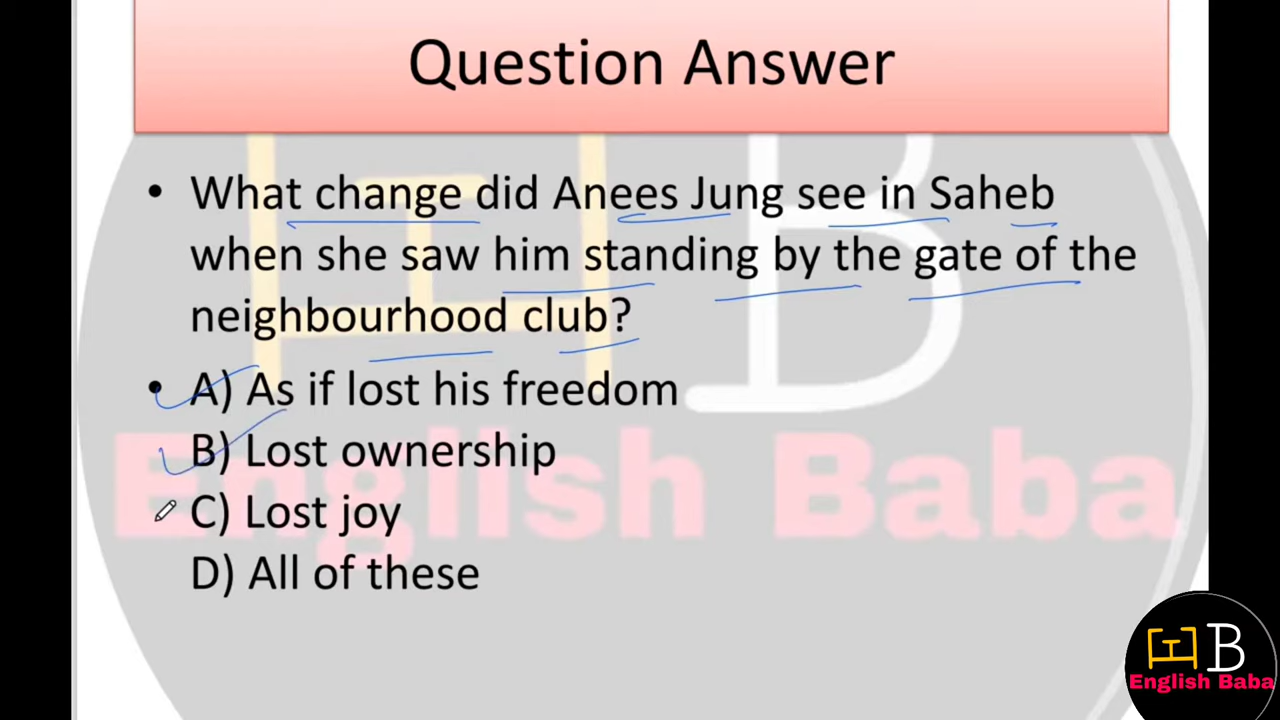 Question Answer
• What change did Anees Jung see in Saheb
when she saw him standing by the gate of the
neighbourhood club?
• A) As if lost his freedom
B) Lost ownership
C) Lost joy
D) All of these
English Baba
B
English Baba